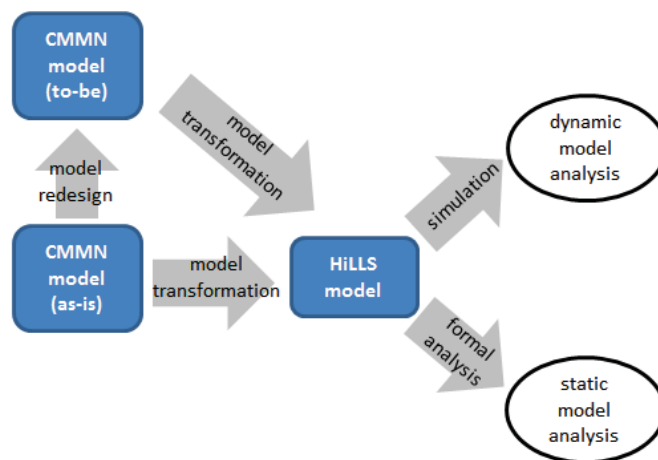 CMMN
model
(to-be)
model
transformation
dynamic
model
analysis
model
redesign
simulation
CMMN
model
(as-is)
model
transformation
HiLLS
model
formal
analysis
static
model
analysis